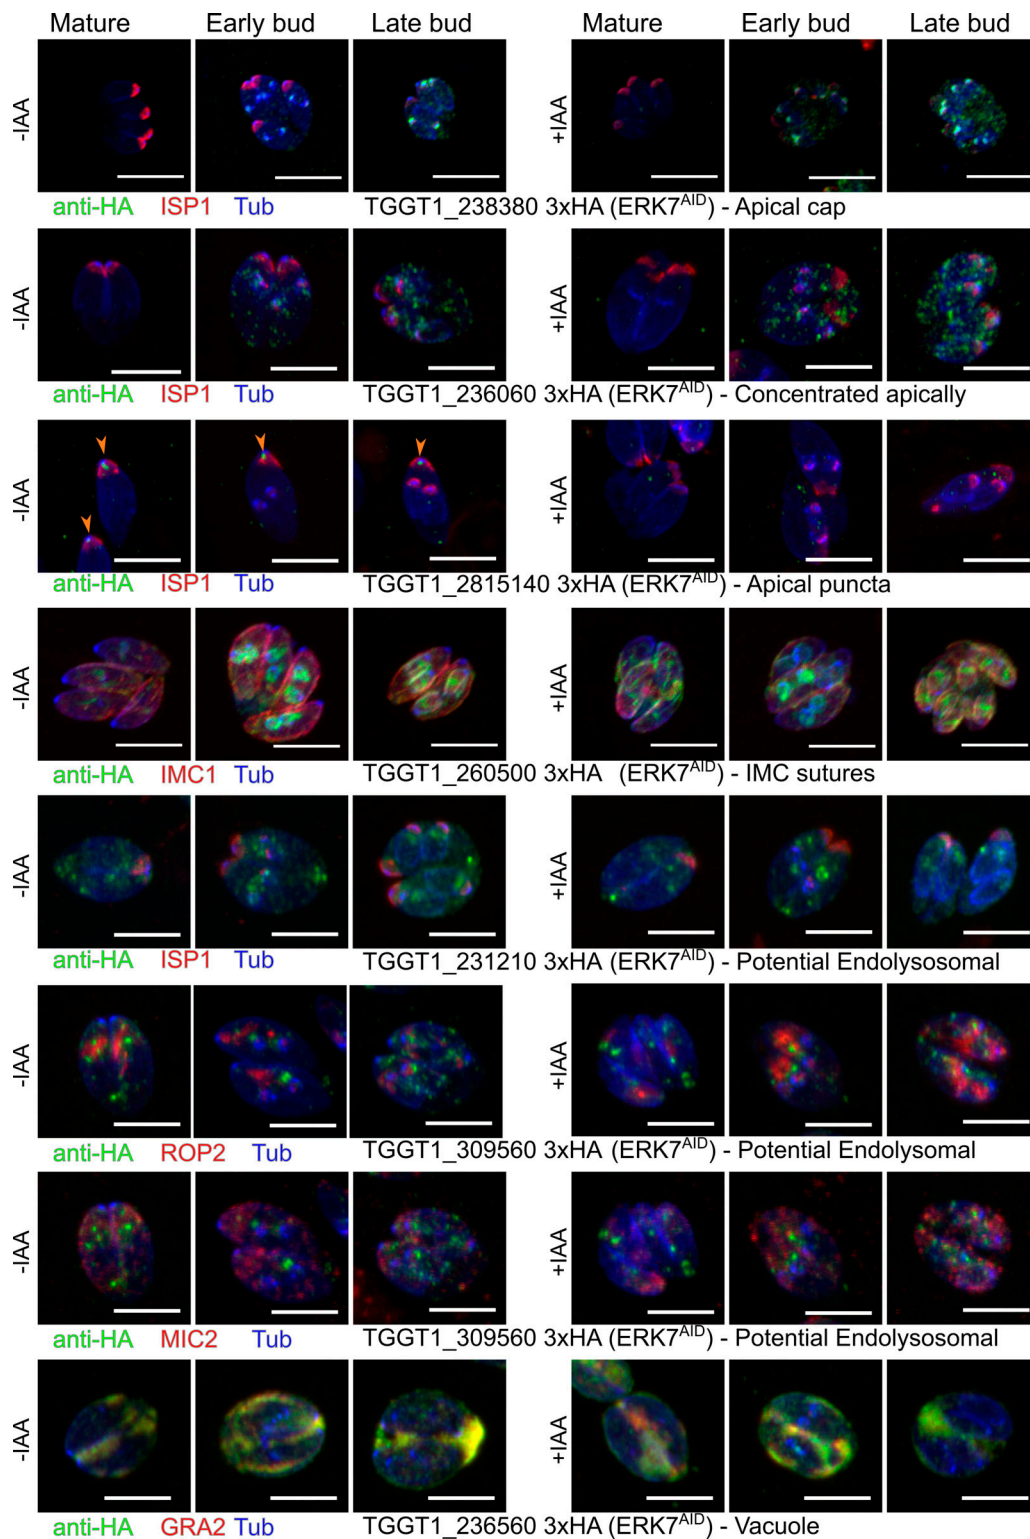 Mature Early bud Late bud Mature Early bud Late bud
-IAA +IAA
anti-HA ISP1 Tub TGGT1_238380 3xHA (ERK7AID) - Apical cap
-IAA +IAA
anti-HA ISP1 Tub TGGT1_236060 3xHA (ERK7AID) - Concentrated apically
-IAA +IAA
anti-HA ISP1 Tub TGGT1_2815140 3xHA (ERK7AID) - Apical puncta
-IAA +IAA
anti-HA IMC1 Tub TGGT1_260500 3xHA (ERK7AID) - IMC sutures
-IAA +IAA
anti-HA ISP1 Tub TGGT1_231210 3xHA (ERK7AID) - Potential Endolysosomal
-IAA +IAA
anti-HA ROP2 Tub TGGT1_309560 3xHA (ERK7AID) - Potential Endolysomal
-IAA +IAA
anti-HA MIC2 Tub TGGT1_309560 3xHA (ERK7AID) - Potential Endolysosomal
-IAA +IAA
anti-HA GRA2 Tub TGGT1_236560 3xHA (ERK7AID) - Vacuole